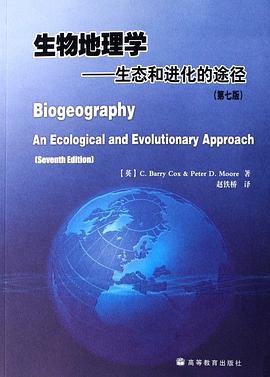 生物地理学
——生态和进化的途径
(第七版)
Biogeography
An Ecological and Evolutionary Approach
(Seventh Edition)
[英] C. Barry Cox & Peter D. Moore 著
赵铁桥 译
高等教育出版社